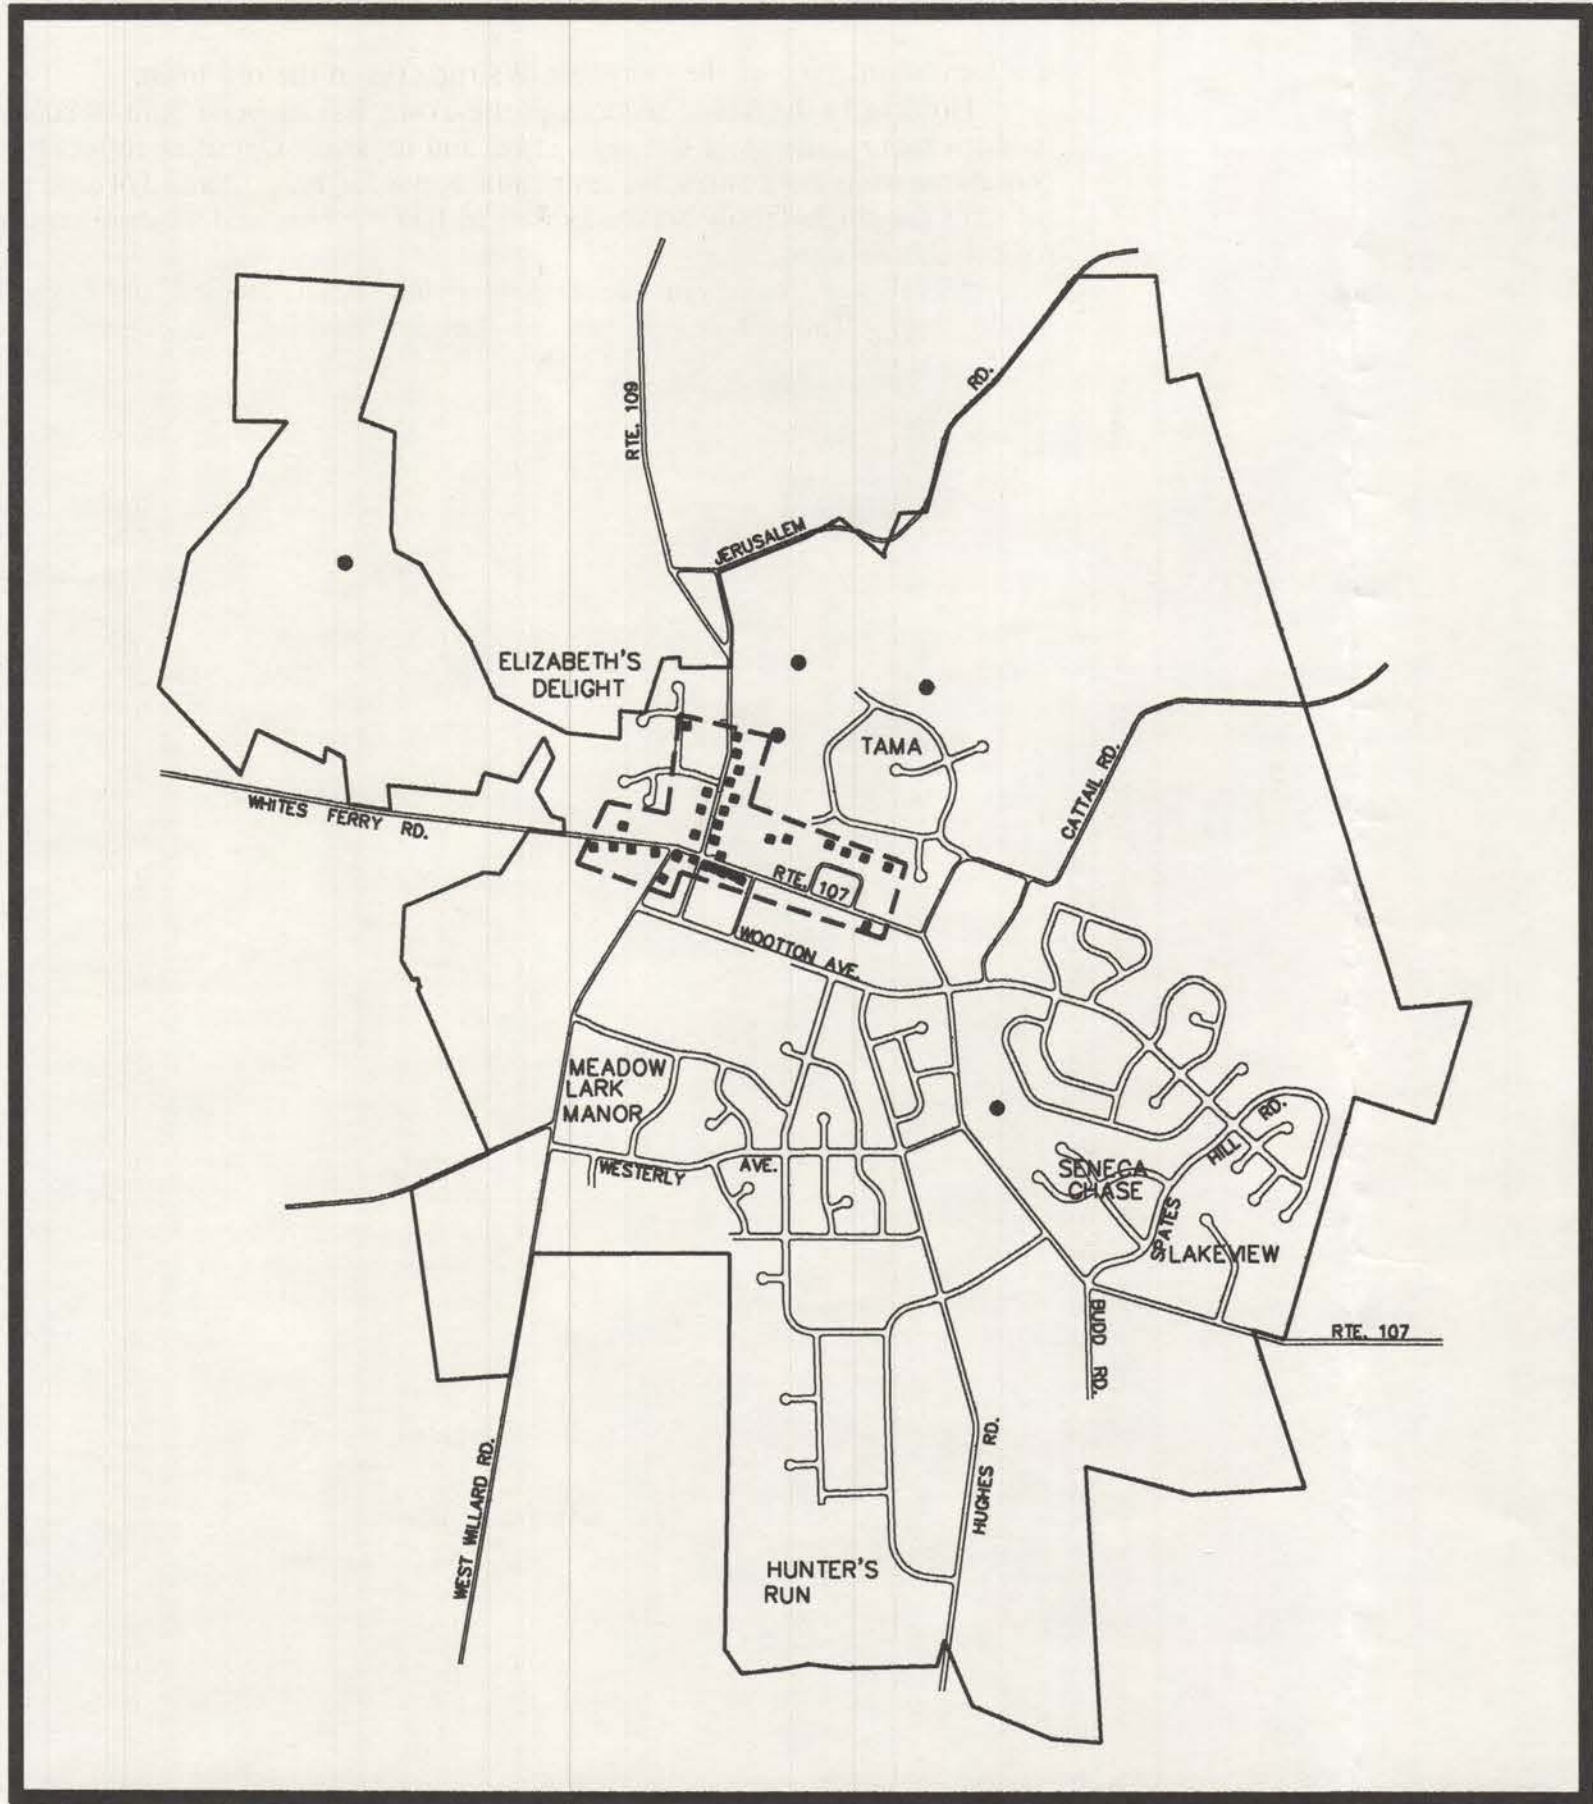 RTE. 109
JERUSALEM
RD.
ELIZABETH'S
DELIGHT
TAMA
CATTAIL RD.
WHITES FERRY RD.
RTE. 107
WOOTTON AVE.
MEADOW
LARK
MANOR
WESTERLY AVE.
SENECA
CHASE
SPATES HILL RD.
LAKEVIEW
BUDD RD.
RTE. 107
WEST WILLARD RD.
HUGHES RD.
HUNTER'S
RUN